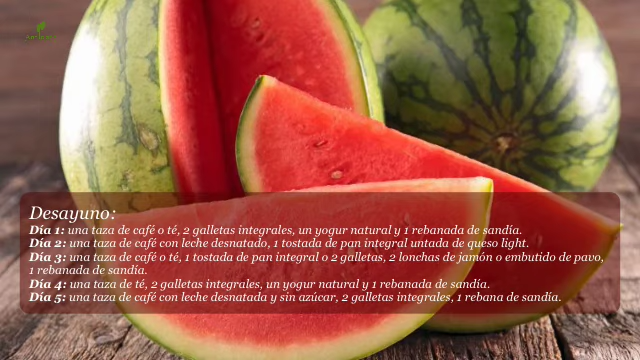 Desayuno:
Día 1: una taza de café o té, 2 galletas integrales, un yogur natural y 1 rebanada de sandía.
Día 2: una taza de café con leche desnatado, 1 tostada de pan integral untada de queso light.
Día 3: una taza de café o té, 1 tostada de pan integral o 2 galletas, 2 lonchas de jamón o embutido de pavo,
1 rebanada de sandía.
Día 4: una taza de té, 2 galletas integrales, un yogur natural y 1 rebanada de sandía.
Día 5: una taza de café con leche desnatada y sin azúcar, 2 galletas integrales, 1 rebana de sandía.